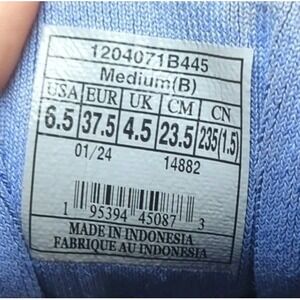 1204071B445
Medium(B)
USA EUR UK CM CN
6.5 37.5 4.5 23.5 235(1.5)
01/24 14882
1 95394 45087 3
MADE IN INDONESIA
FABRIQUE AU INDONESIA